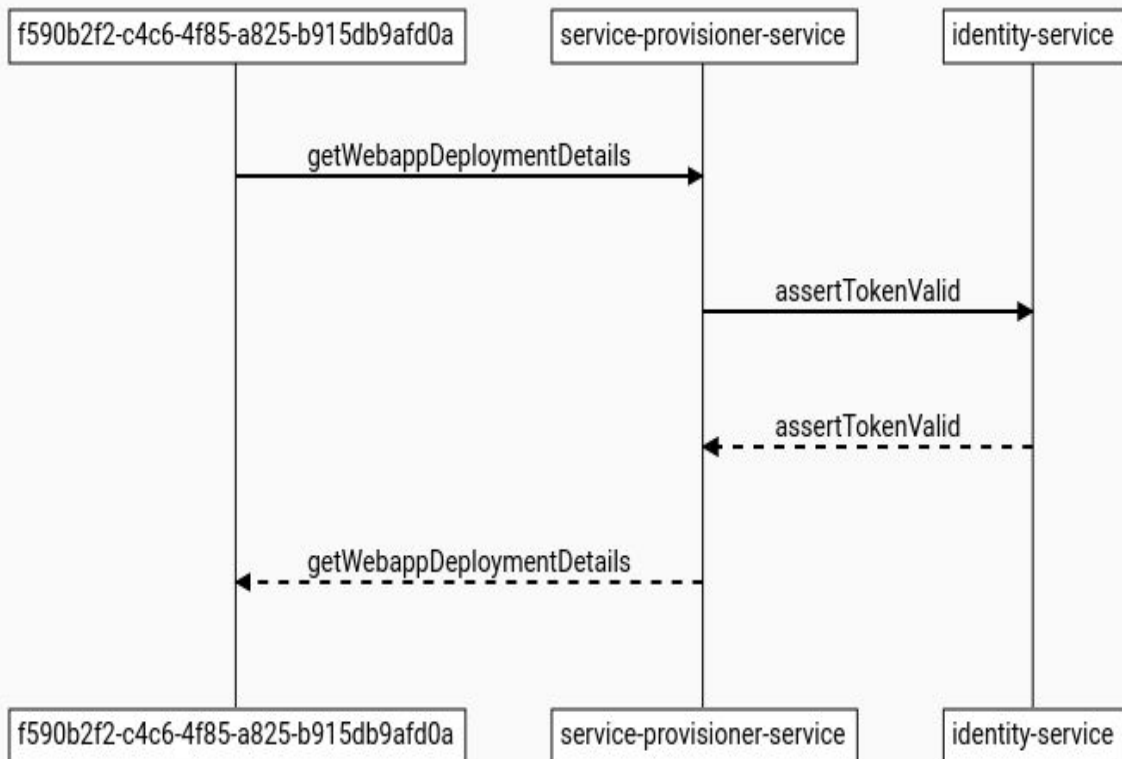 f590b2f2-c4c6-4f85-a825-b915db9afd0a service-provisioner-service identity-service
getWebappDeploymentDetails
assertTokenValid
assertTokenValid
getWebappDeploymentDetails
f590b2f2-c4c6-4f85-a825-b915db9afd0a service-provisioner-service identity-service